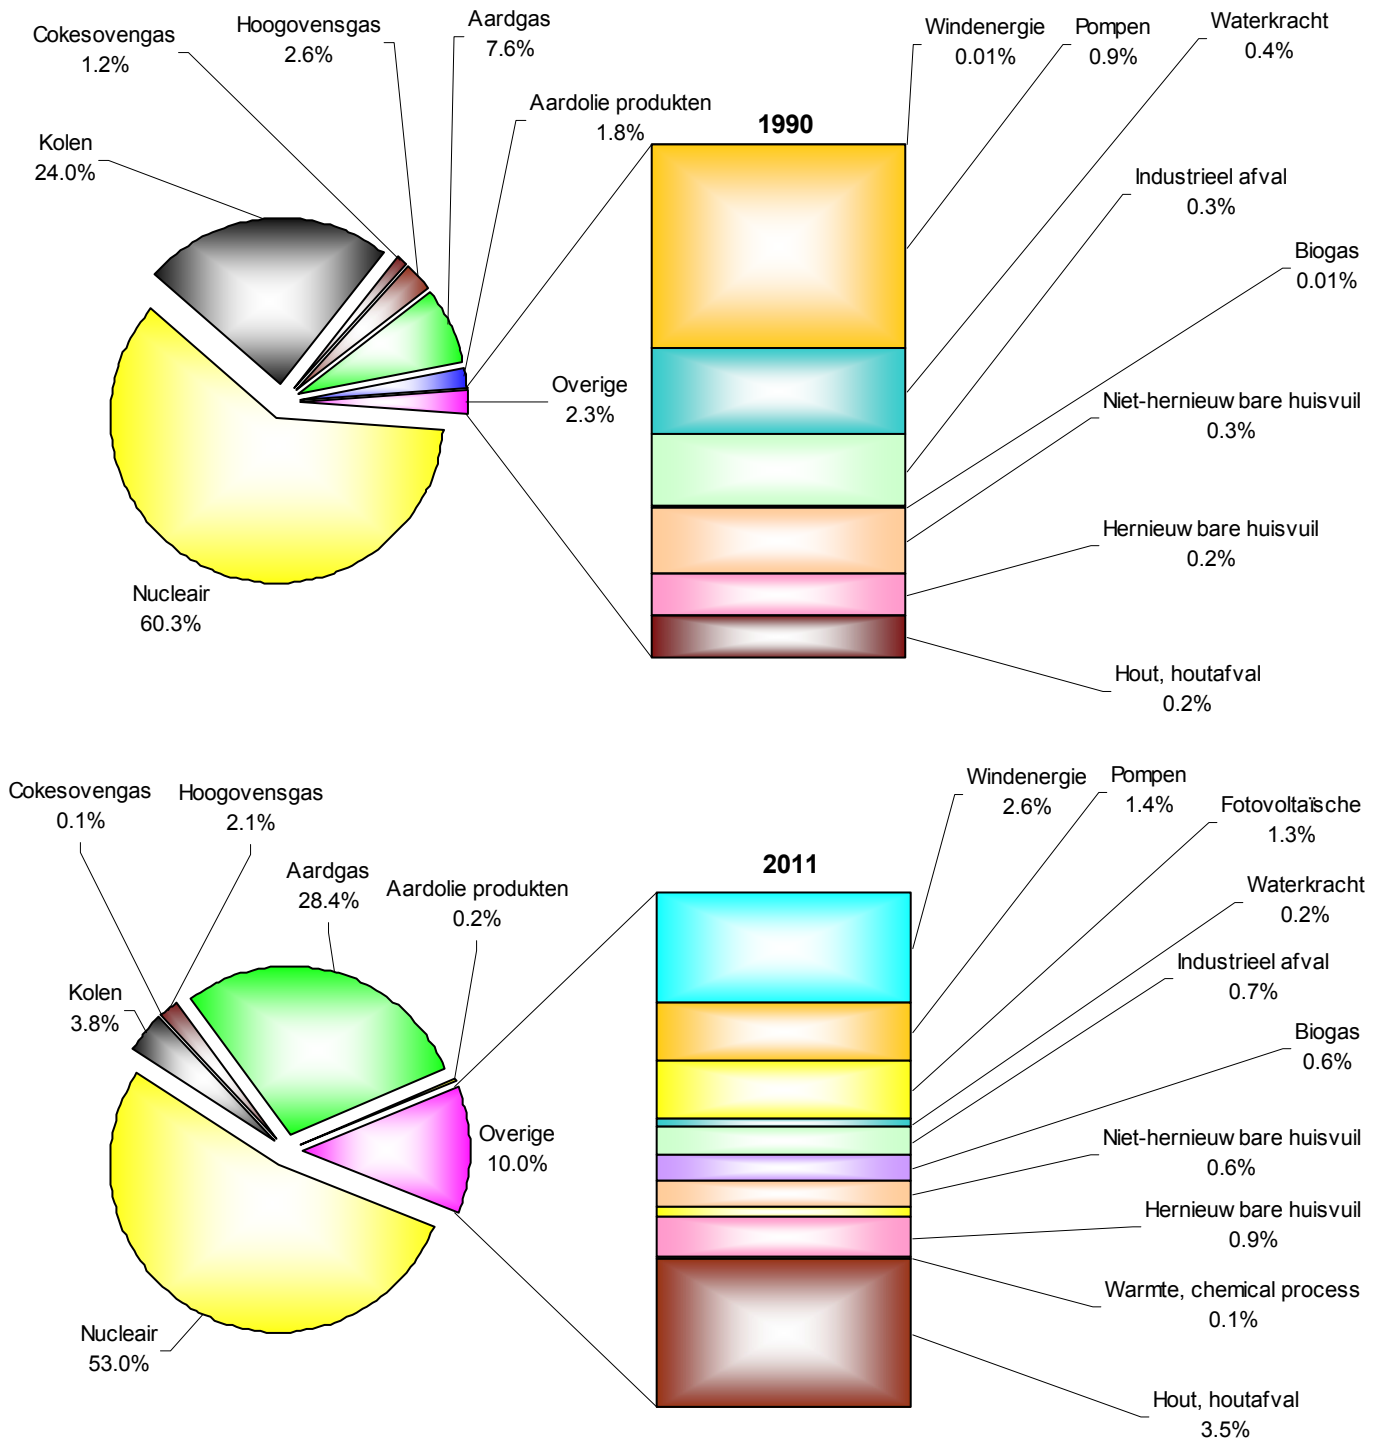 Cokesovengas
1.2%
Hoogovensgas
2.6%
Aardgas
7.6%
Windenergie
0.01%
Pompen
0.9%
Waterkracht
0.4%
Kolen
24.0%
Aardolie produkten
1.8%
1990
Industrieel afval
0.3%
Biogas
0.01%
Overige
2.3%
Niet-hernieuw bare huisvuil
0.3%
Hernieuw bare huisvuil
0.2%
Nucleair
60.3%
Hout, houtafval
0.2%
Cokesovengas
0.1%
Hoogovensgas
2.1%
Aardgas
28.4%
Aardolie produkten
0.2%
2011
Windenergie
2.6%
Pompen
1.4%
Fotovoltaïsche
1.3%
Waterkracht
0.2%
Kolen
3.8%
Industrieel afval
0.7%
Biogas
0.6%
Overige
10.0%
Niet-hernieuw bare huisvuil
0.6%
Hernieuw bare huisvuil
0.9%
Warmte, chemical process
0.1%
Nucleair
53.0%
Hout, houtafval
3.5%